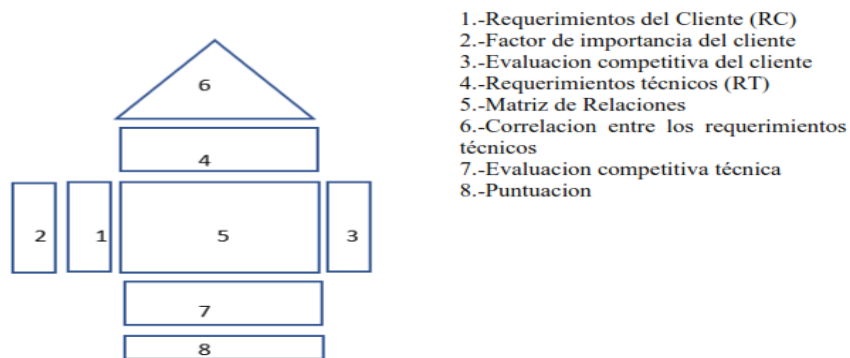 1.-Requerimientos del Cliente (RC)
2.-Factor de importancia del cliente
3.-Evaluacion competitiva del cliente
4.-Requerimientos técnicos (RT)
5.-Matriz de Relaciones
6.-Correlacion entre los requerimientos
técnicos
7.-Evaluacion competitiva técnica
8.-Puntuacion
6
4
2
1
5
3
7
8